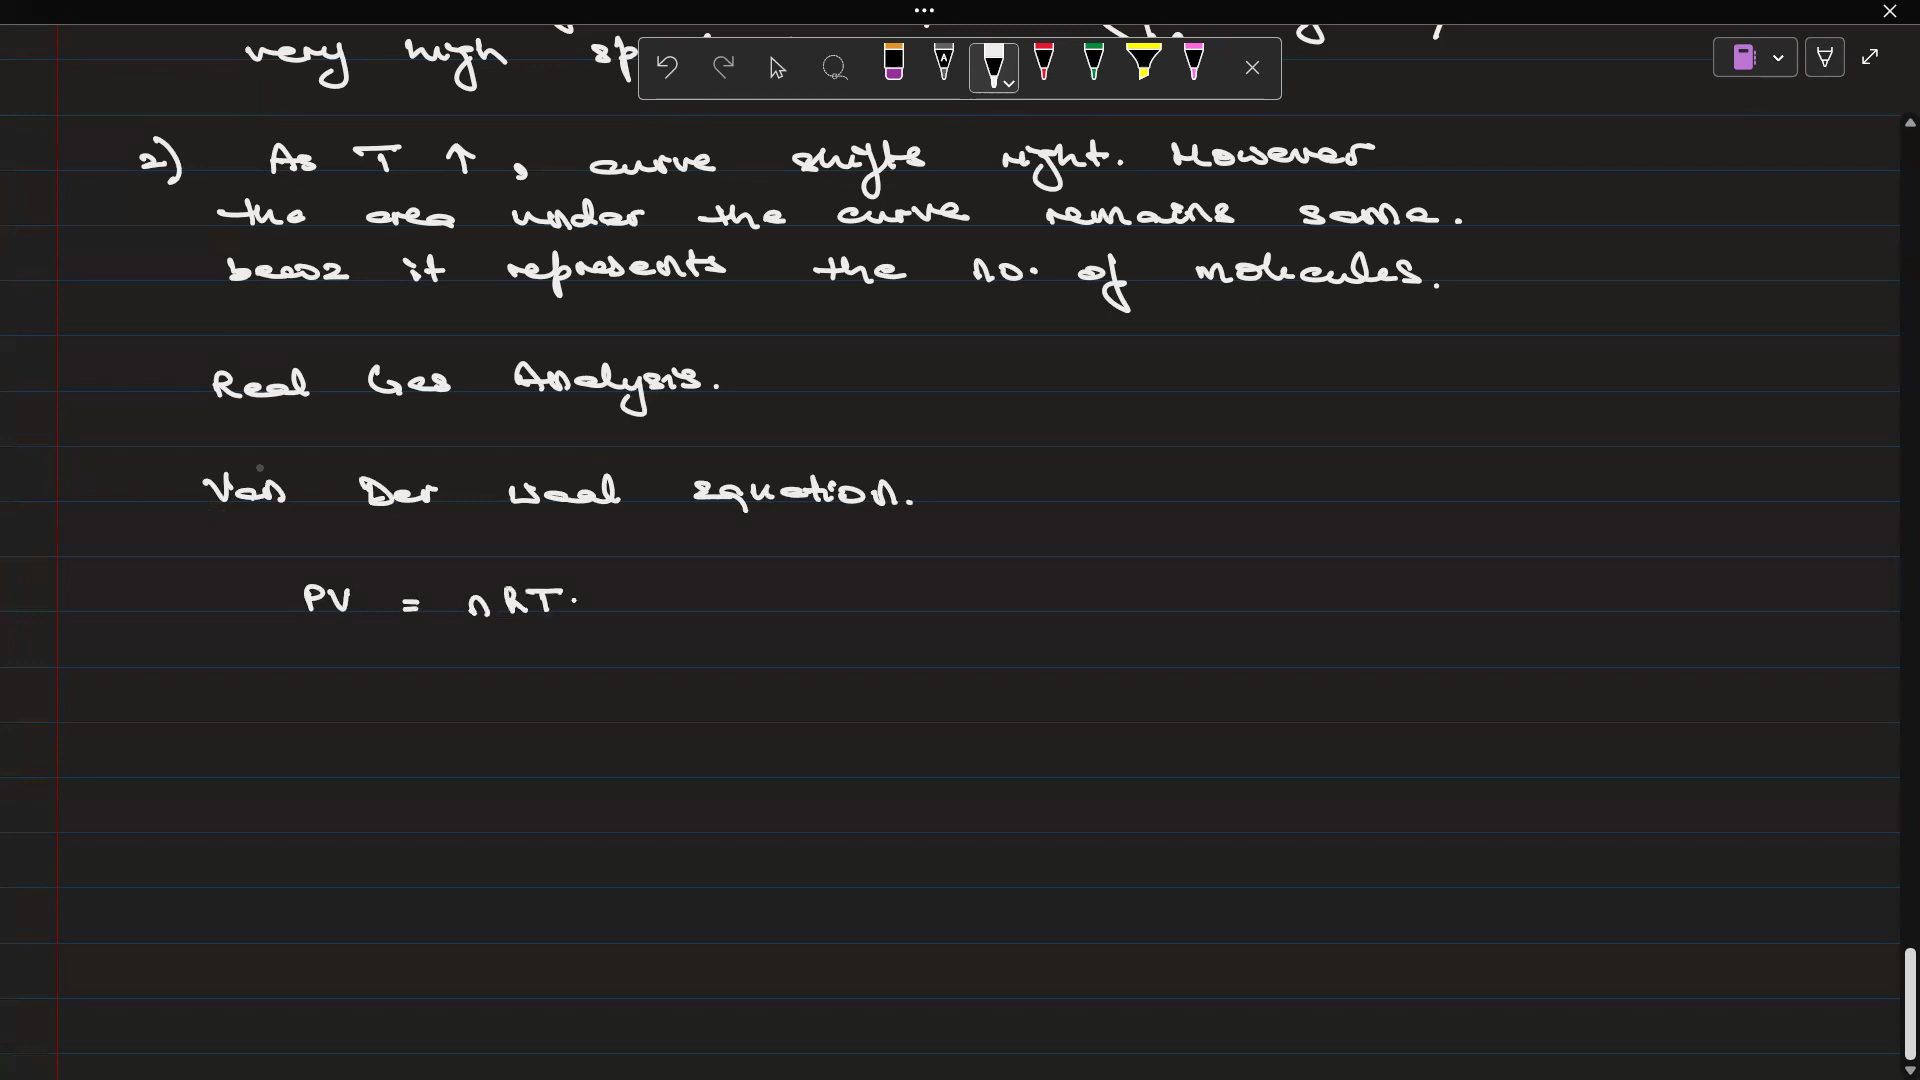 very high
2) As T ↑, curve shifts right. However
the area under the curve remains same.
becoz it represents the no. of molecules.
Real Gas Analysis.
Van Der Waal Equation.
PV = nRT.